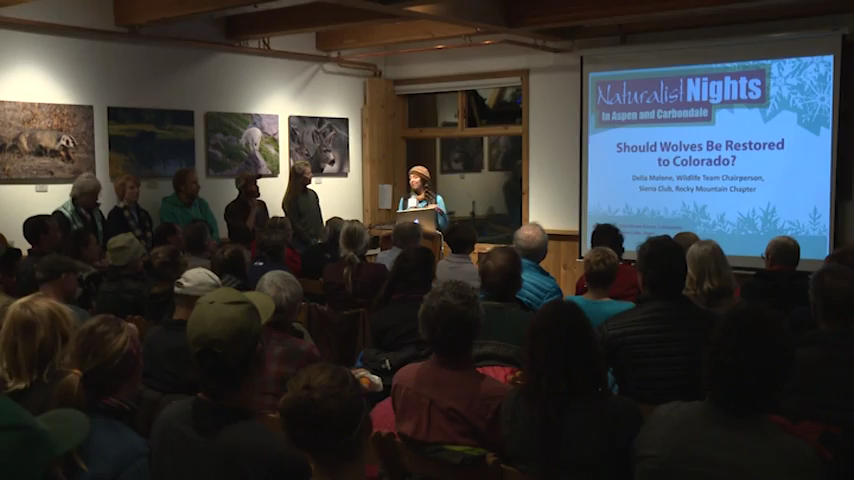 Naturalist Nights
In Aspen and Carbondale
Should Wolves Be Restored
to Colorado?
Delia Malone, Wildlife Team Chairperson,
Sierra Club, Rocky Mountain Chapter